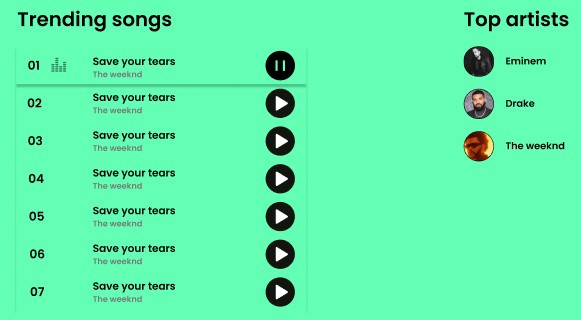 Trending songs
01
Save your tears
The weeknd
02
Save your tears
The weeknd
03
Save your tears
The weeknd
04
Save your tears
The weeknd
05
Save your tears
The weeknd
06
Save your tears
The weeknd
07
Save your tears
The weeknd
Top artists
Eminem
Drake
The weeknd